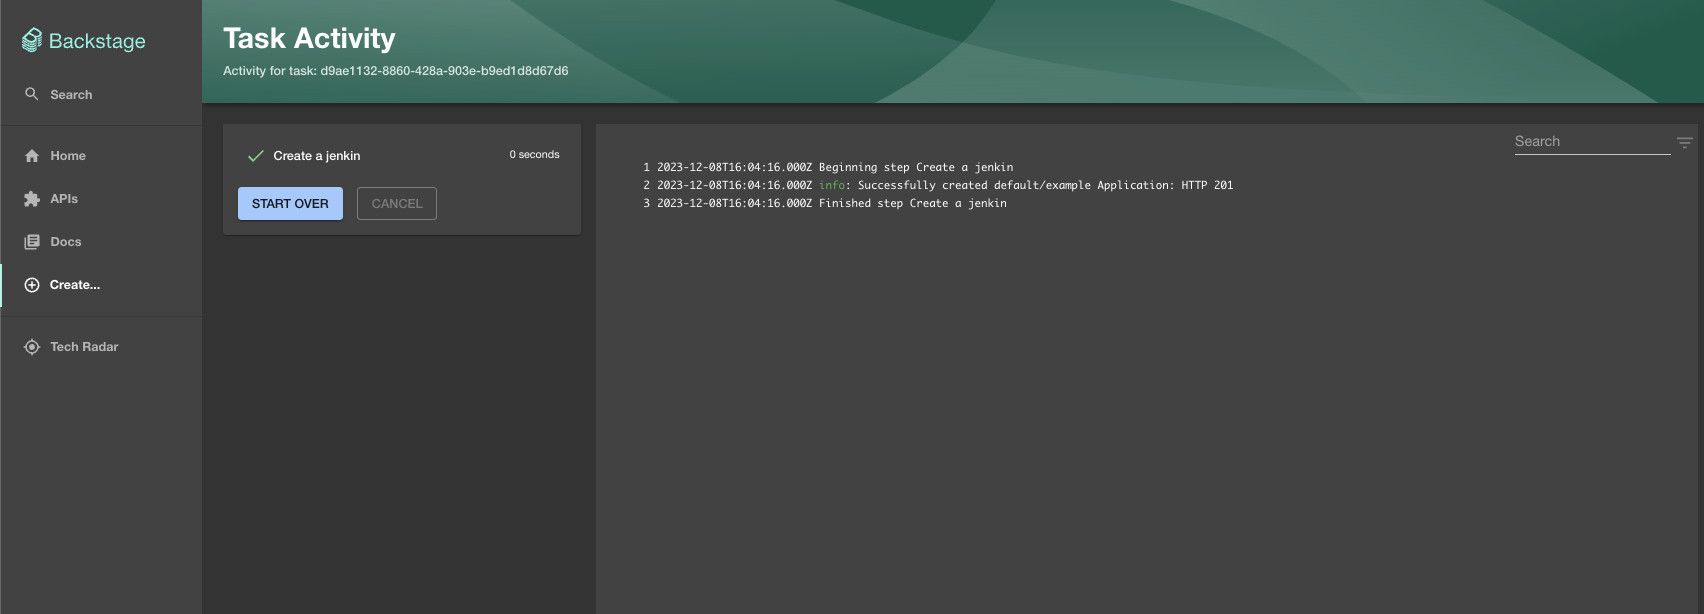 Backstage
Search
Home
APIs
Docs
Create...
Tech Radar
Task Activity
Activity for task: d9ae1132-8860-428a-903e-b9ed1d8d67d6
Create a jenkin 0 seconds
START OVER CANCEL
Search
1 2023-12-08T16:04:16.000Z Beginning step Create a jenkin
2 2023-12-08T16:04:16.000Z info: Successfully created default/example Application: HTTP 201
3 2023-12-08T16:04:16.000Z Finished step Create a jenkin